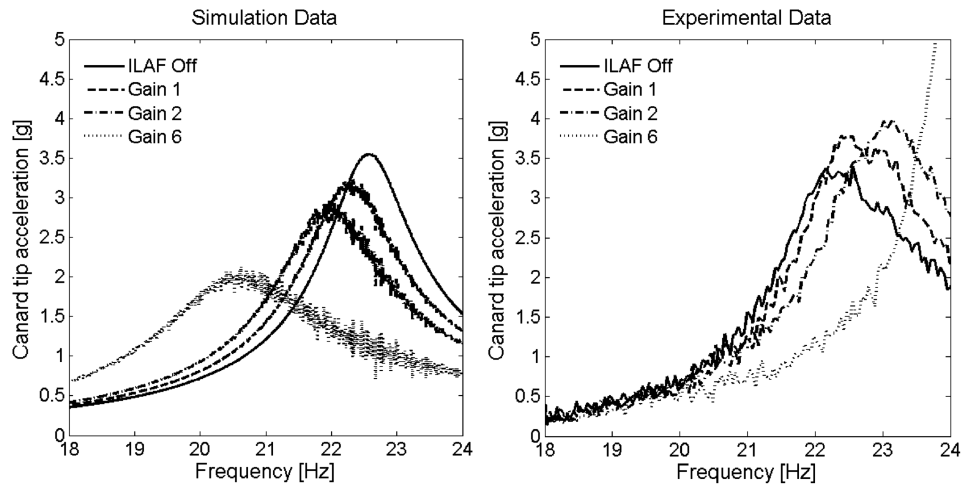 Simulation Data
5
4.5
4
3.5
3
2.5
2
1.5
1
0.5
0
Canard tip acceleration [g]
ILAF Off
Gain 1
Gain 2
Gain 6
18 19 20 21 22 23 24
Frequency [Hz]
Experimental Data
5
4.5
4
3.5
3
2.5
2
1.5
1
0.5
0
Canard tip acceleration [g]
ILAF Off
Gain 1
Gain 2
Gain 6
18 19 20 21 22 23 24
Frequency [Hz]